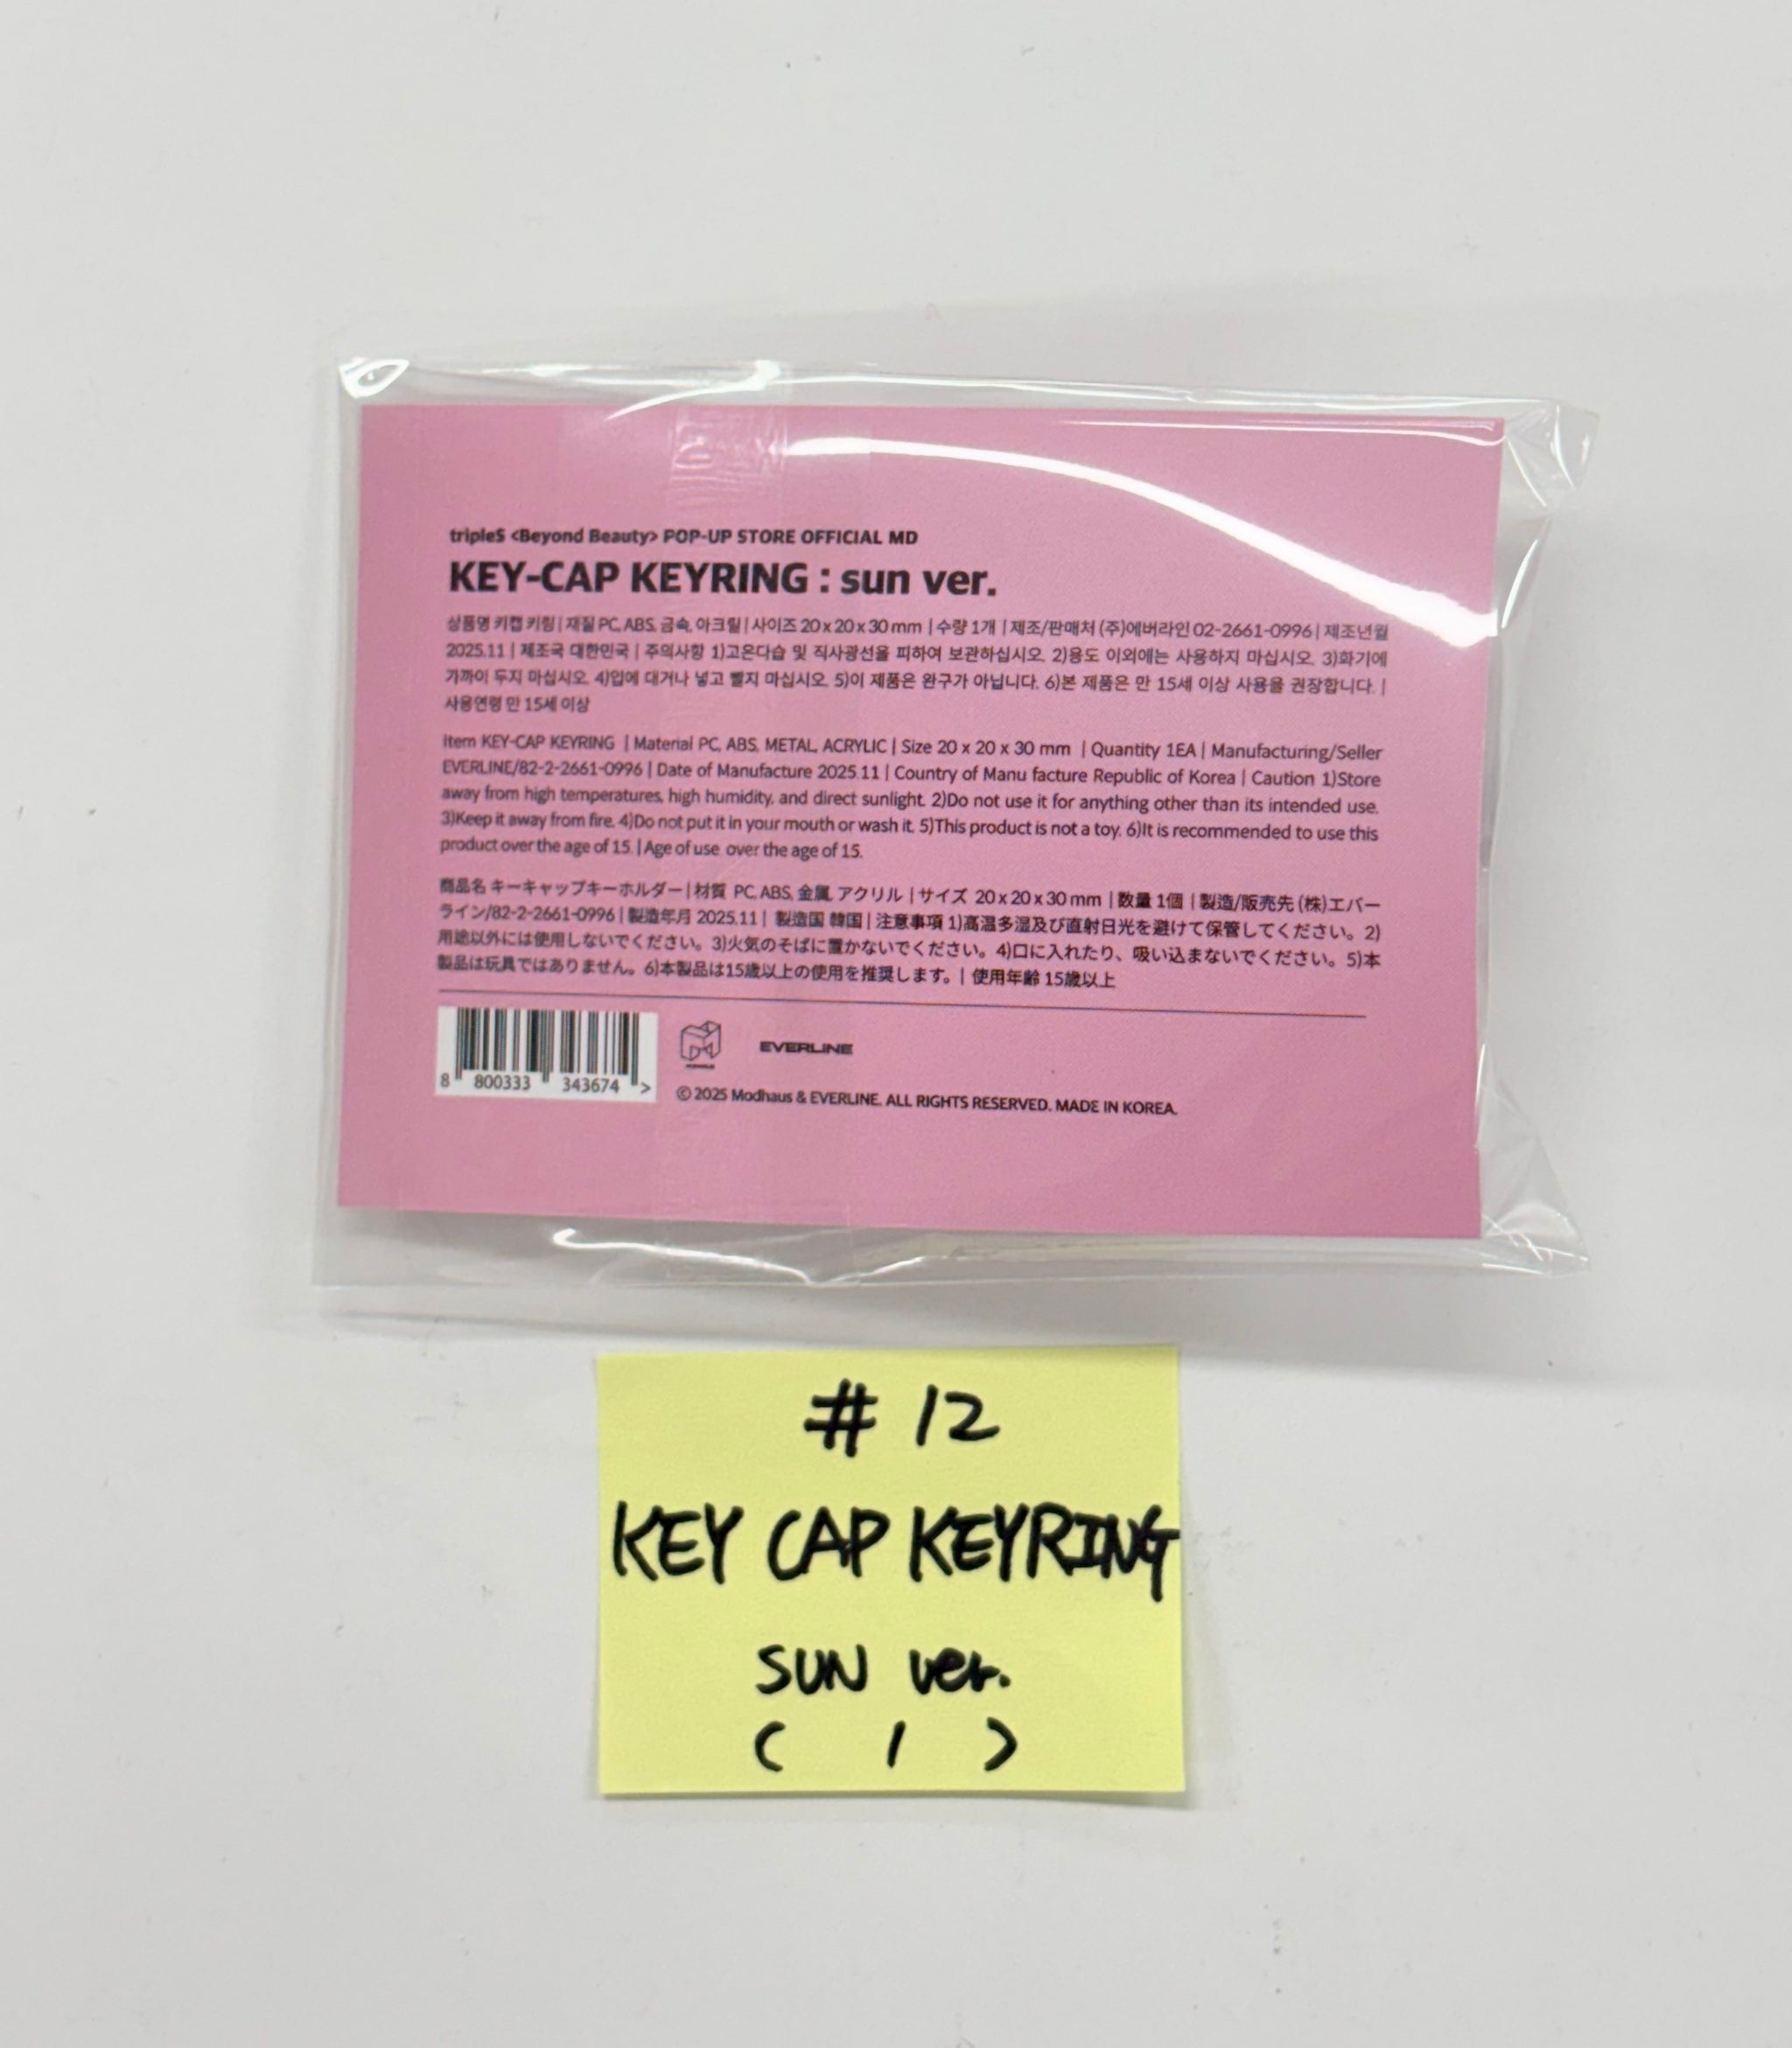 tripleS <Beyond Beauty> POP-UP STORE OFFICIAL MD
KEY-CAP KEYRING : sun ver.
상품명 키캡 키링 | 재질 PC, ABS, 금속, 아크릴 | 사이즈 20 x 20 x 30 mm | 수량 1개 | 제조/판매처 (주)에버라인 02-2661-0996 | 제조년월
2025.11 | 제조국 대한민국 | 주의사항 1)고온다습 및 직사광선을 피하여 보관하십시오. 2)용도 이외에는 사용하지 마십시오. 3)화기에
가까이 두지 마십시오. 4)입에 대거나 넣고 빨지 마십시오. 5)이 제품은 완구가 아닙니다. 6)본 제품은 만 15세 이상 사용을 권장합니다. |
사용연령 만 15세 이상
Item KEY-CAP KEYRING | Material PC, ABS, METAL, ACRYLIC | Size 20 x 20 x 30 mm | Quantity 1EA | Manufacturing/Seller
EVERLINE/82-2-2661-0996 | Date of Manufacture 2025.11 | Country of Manu facture Republic of Korea | Caution 1)Store
away from high temperatures, high humidity, and direct sunlight. 2)Do not use it for anything other than its intended use.
3)Keep it away from fire. 4)Do not put it in your mouth or wash it. 5)This product is not a toy. 6)It is recommended to use this
product over the age of 15. | Age of use over the age of 15.
商品名 キーキャップキーホルダー | 材質 PC, ABS, 金属, アクリル | サイズ 20 x 20 x 30 mm | 数量 1個 | 製造/販売先 (株)エバー
ライン/82-2-2661-0996 | 製造年月 2025.11 | 製造国 韓国 | 注意事項 1)高温多湿及び直射日光を避けて保管してください。2)
用途以外には使用しないでください。3)火気のそばに置かないでください。4)口に入れたり、吸い込まないでください。5)本
製品は玩具ではありません。6)本製品は15歳以上の使用を推奨します。| 使用年齢 15歳以上
8 800333 343674 >
EVERLINE
© 2025 Modhaus & EVERLINE. ALL RIGHTS RESERVED. MADE IN KOREA.
# 12
KEY CAP KEYRING
SUN ver.
( 1 )